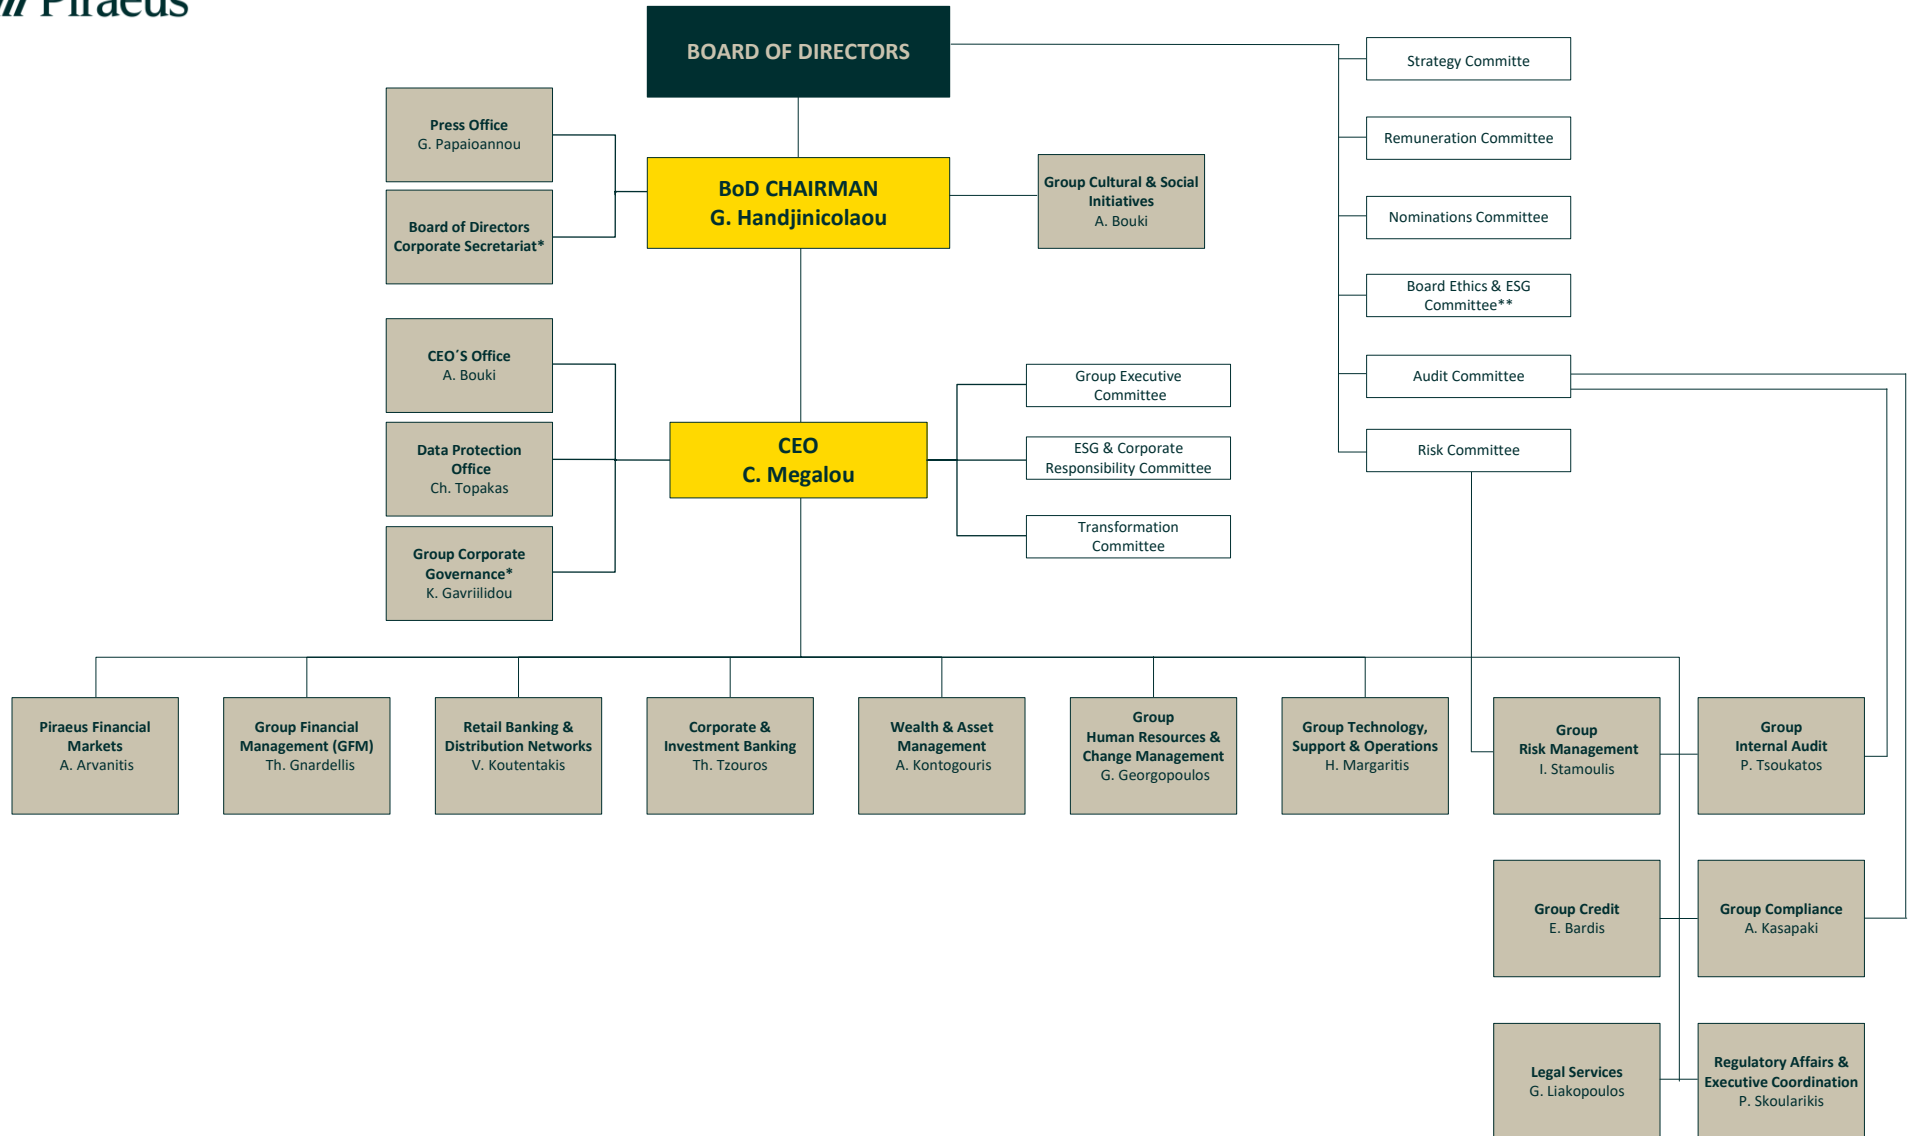 Piraeus
BOARD OF DIRECTORS
Strategy Committe
Remuneration Committee
Nominations Committee
Board Ethics & ESG
Committee**
Audit Committee
Risk Committee
Press Office
G. Papaioannou
Board of Directors
Corporate Secretariat*
BoD CHAIRMAN
G. Handjinicolaou
Group Cultural & Social
Initiatives
A. Bouki
CEO´S Office
A. Bouki
Data Protection
Office
Ch. Topakas
Group Corporate
Governance*
K. Gavriilidou
CEO
C. Megalou
Group Executive
Committee
ESG & Corporate
Responsibility Committee
Transformation
Committee
Piraeus Financial
Markets
A. Arvanitis
Group Financial
Management (GFM)
Th. Gnardellis
Retail Banking &
Distribution Networks
V. Koutentakis
Corporate &
Investment Banking
Th. Tzouros
Wealth & Asset
Management
A. Kontogouris
Group
Human Resources &
Change Management
G. Georgopoulos
Group Technology,
Support & Operations
H. Margaritis
Group
Risk Management
I. Stamoulis
Group
Internal Audit
P. Tsoukatos
Group Credit
E. Bardis
Group Compliance
A. Kasapaki
Legal Services
G. Liakopoulos
Regulatory Affairs &
Executive Coordination
P. Skoularikis